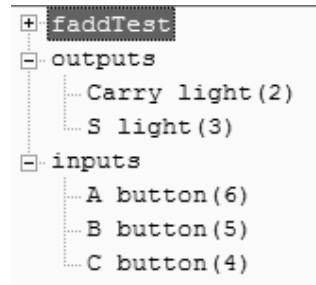 faddTest
outputs
Carry light(2)
S light(3)
inputs
A button(6)
B button(5)
C button(4)